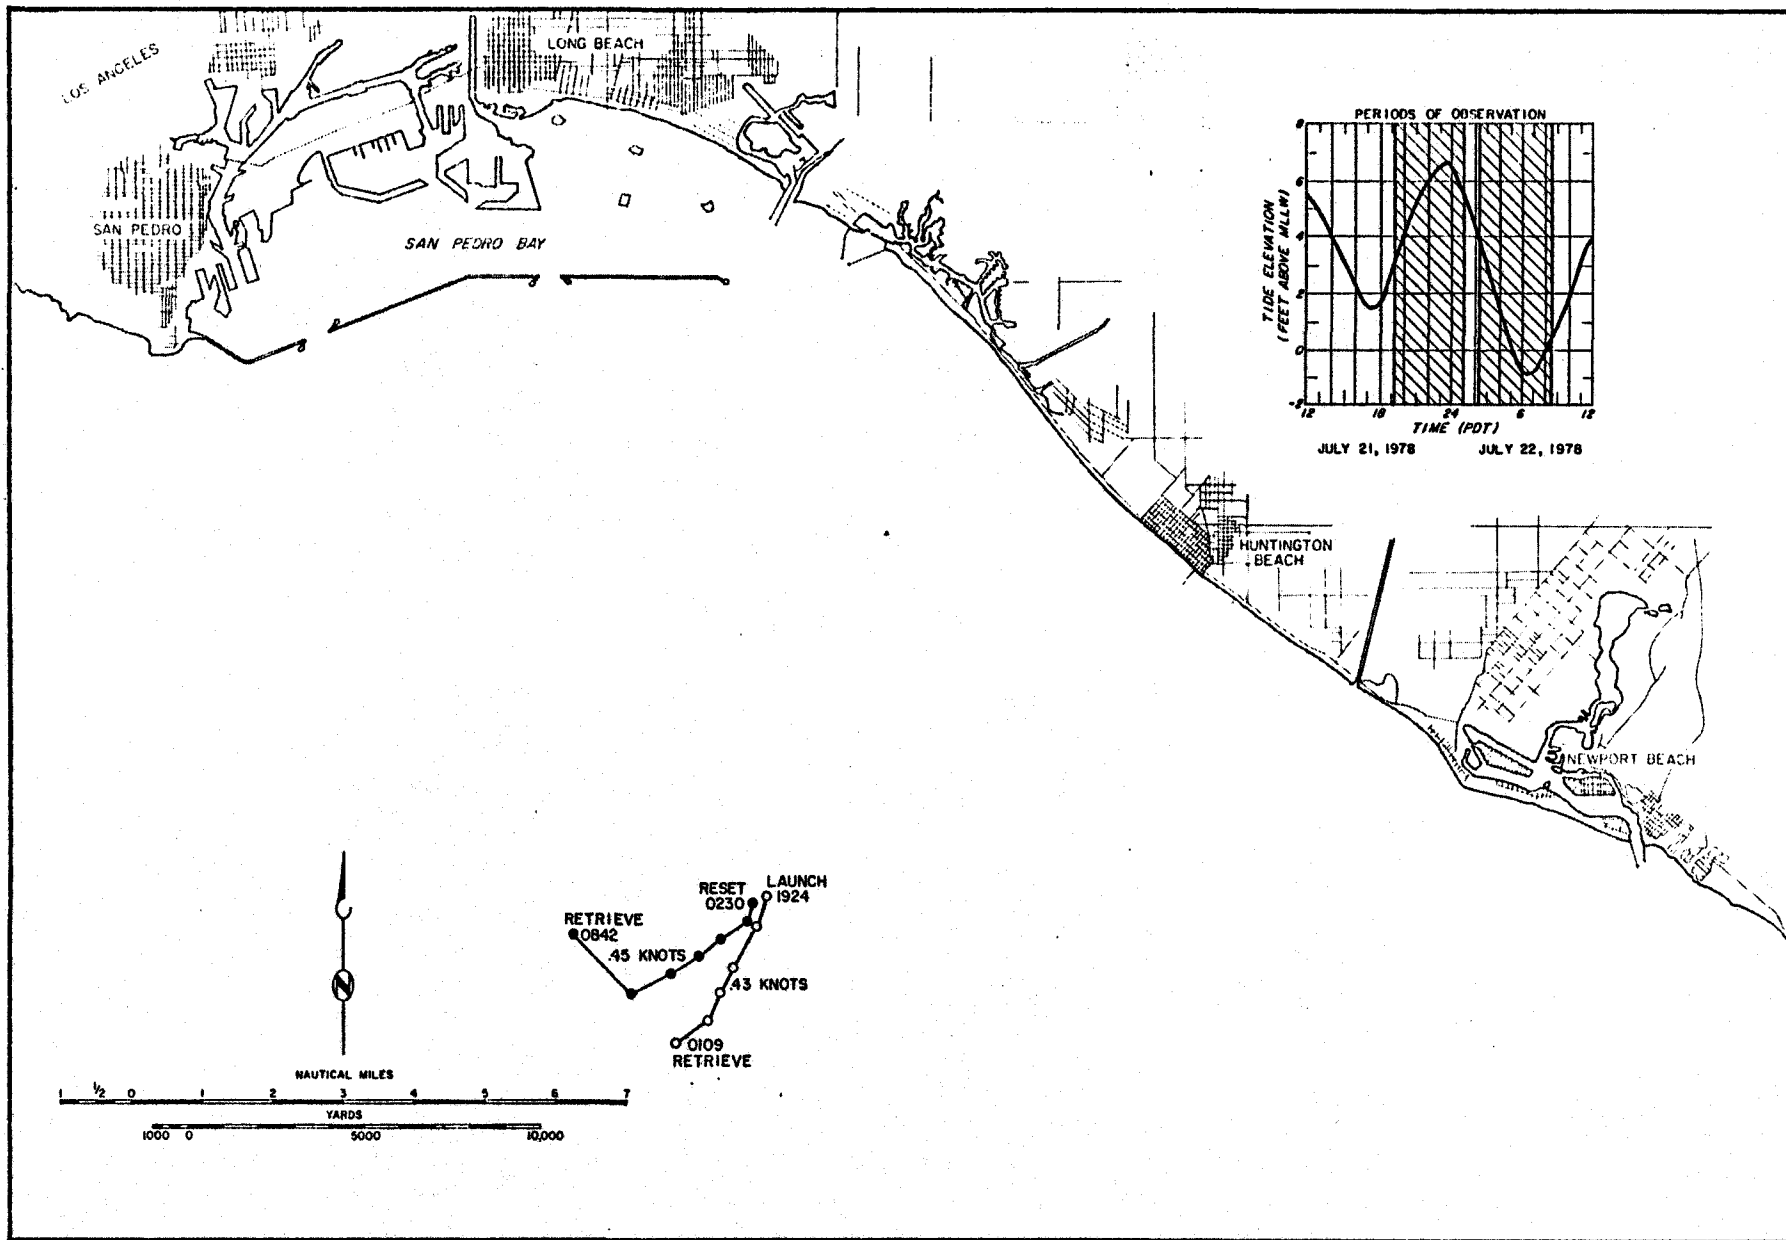 LOS ANGELES
LONG BEACH
SAN PEDRO
SAN PEDRO BAY
PERIODS OF OBSERVATION
8
6
4
2
0
-2
TIDE ELEVATION
(FEET ABOVE MLLW)
12 18 24 6 12
TIME (PDT)
JULY 21, 1978 JULY 22, 1978
HUNTINGTON
BEACH
NEWPORT BEACH
LAUNCH
1924
RESET
0230
RETRIEVE
0842
.45 KNOTS
.43 KNOTS
0109
RETRIEVE
N
NAUTICAL MILES
1 1/2 0 1 2 3 4 5 6 7
YARDS
1000 0 5000 10,000